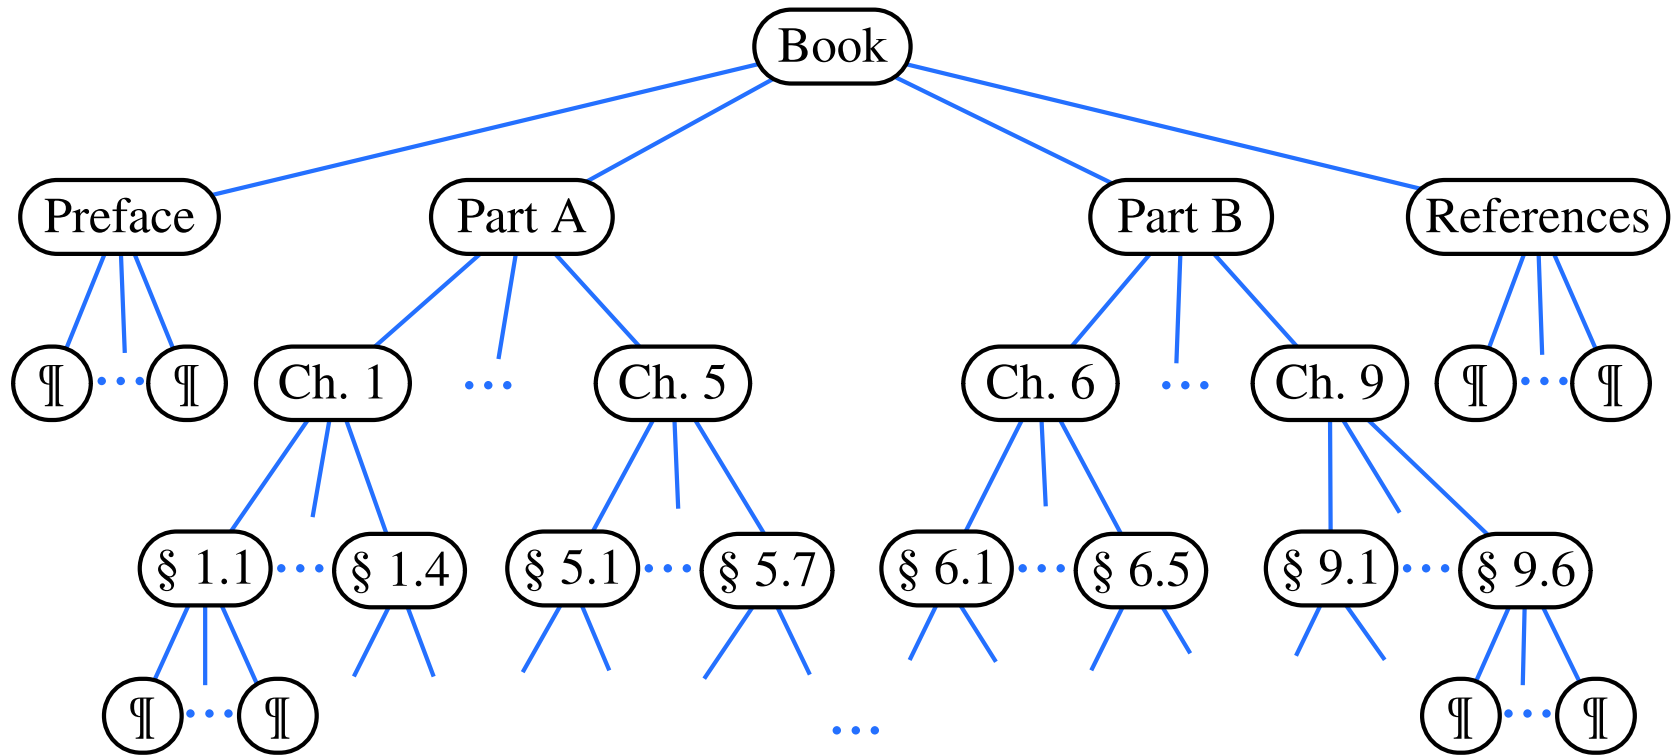 Book
Preface Part A Part B References
¶ ... ¶ Ch. 1 ... Ch. 5 Ch. 6 ... Ch. 9 ¶ ... ¶
§ 1.1 ... § 1.4 § 5.1 ... § 5.7 § 6.1 ... § 6.5 § 9.1 ... § 9.6
¶ ... ¶ ... ¶ ... ¶